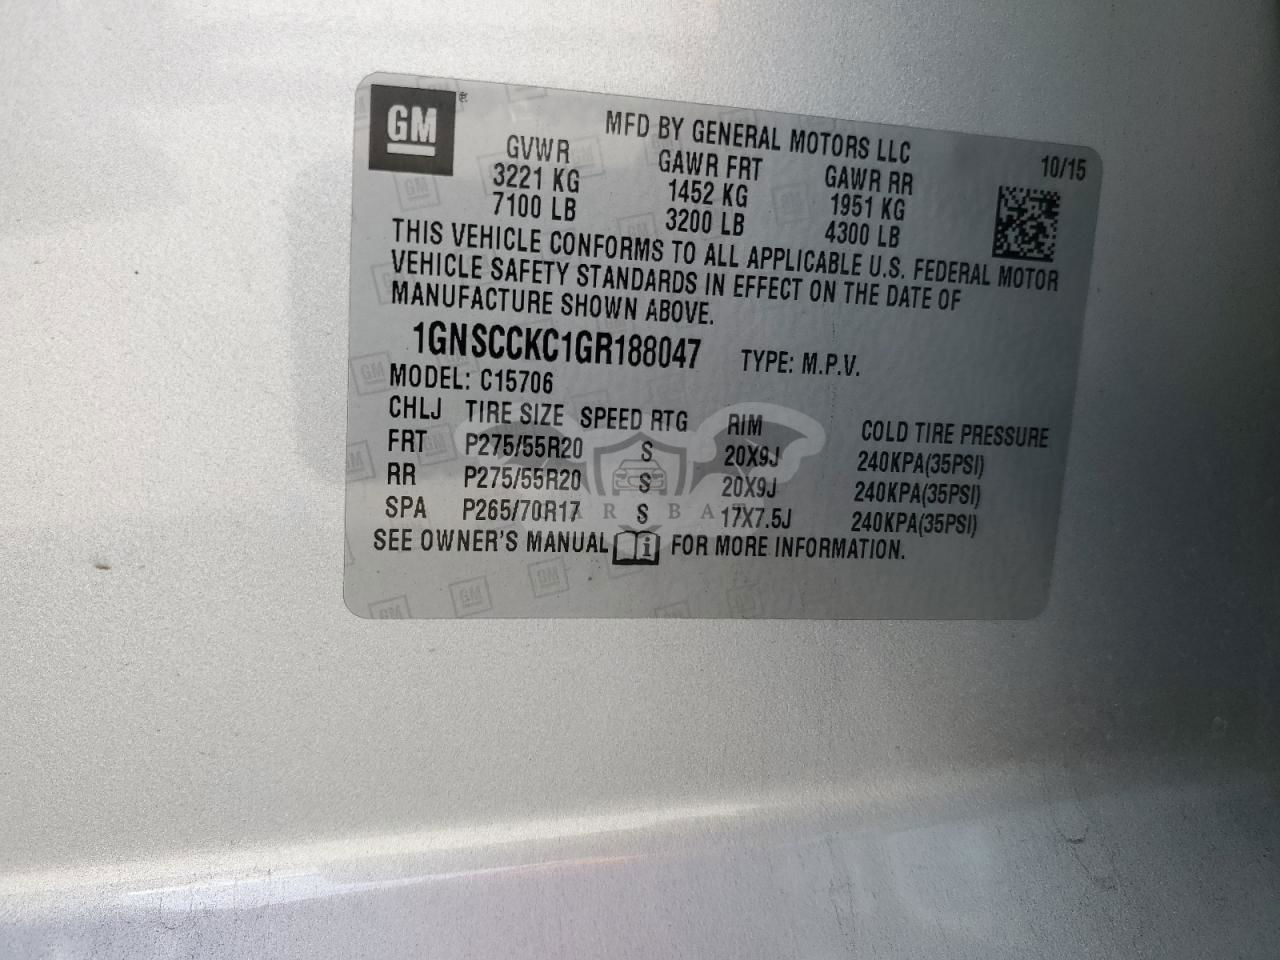 GM
MFD BY GENERAL MOTORS LLC
10/15
GVWR GAWR FRT GAWR RR
3221 KG 1452 KG 1951 KG
7100 LB 3200 LB 4300 LB
THIS VEHICLE CONFORMS TO ALL APPLICABLE U.S. FEDERAL MOTOR
VEHICLE SAFETY STANDARDS IN EFFECT ON THE DATE OF
MANUFACTURE SHOWN ABOVE.
1GNSCCKC1GR188047 TYPE: M.P.V.
MODEL: C15706
CHLJ TIRE SIZE SPEED RTG RIM COLD TIRE PRESSURE
FRT P275/55R20 S 20X9J 240KPA(35PSI)
RR P275/55R20 S 20X9J 240KPA(35PSI)
SPA P265/70R17 S 17X7.5J 240KPA(35PSI)
SEE OWNER'S MANUAL i FOR MORE INFORMATION.